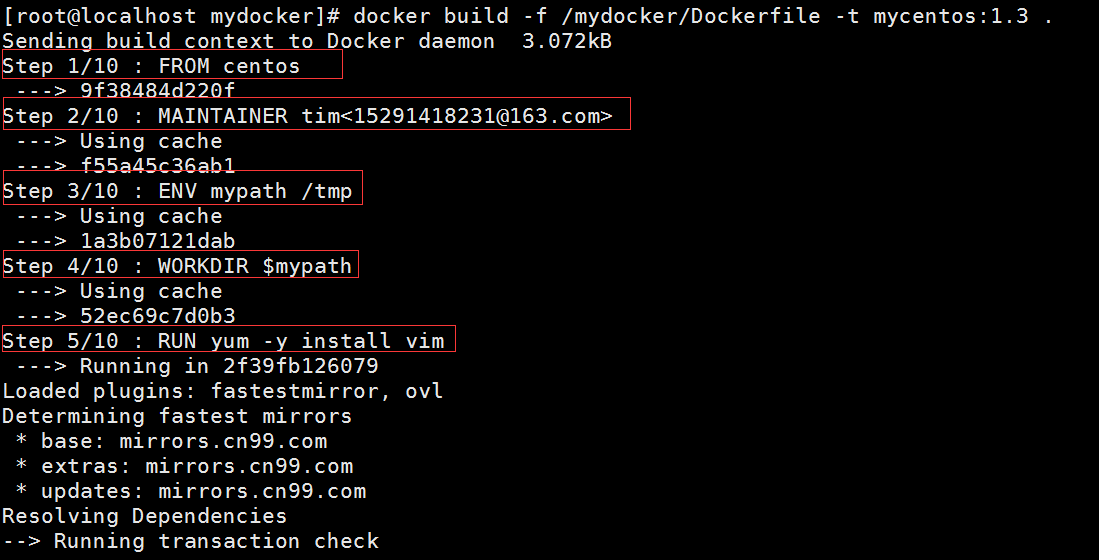 [root@localhost mydocker]# docker build -f /mydocker/Dockerfile -t mycentos:1.3 .
Sending build context to Docker daemon  3.072kB
Step 1/10 : FROM centos
 ---> 9f38484d220f
Step 2/10 : MAINTAINER tim<15291418231@163.com>
 ---> Using cache
 ---> f55a45c36ab1
Step 3/10 : ENV mypath /tmp
 ---> Using cache
 ---> 1a3b07121dab
Step 4/10 : WORKDIR $mypath
 ---> Using cache
 ---> 52ec69c7d0b3
Step 5/10 : RUN yum -y install vim
 ---> Running in 2f39fb126079
Loaded plugins: fastestmirror, ovl
Determining fastest mirrors
 * base: mirrors.cn99.com
 * extras: mirrors.cn99.com
 * updates: mirrors.cn99.com
Resolving Dependencies
--> Running transaction check